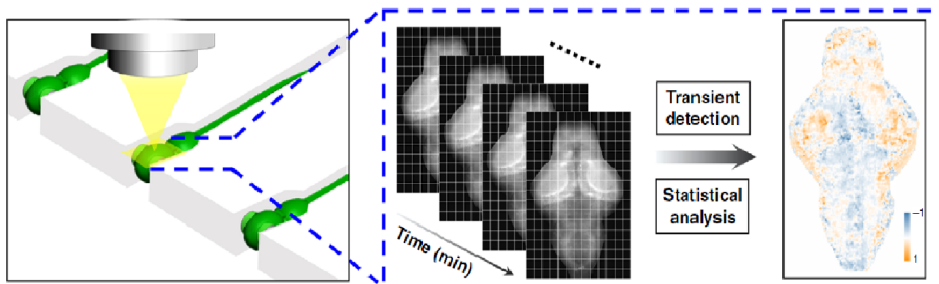 Time (min)
Transient
detection
Statistical
analysis
−1
1